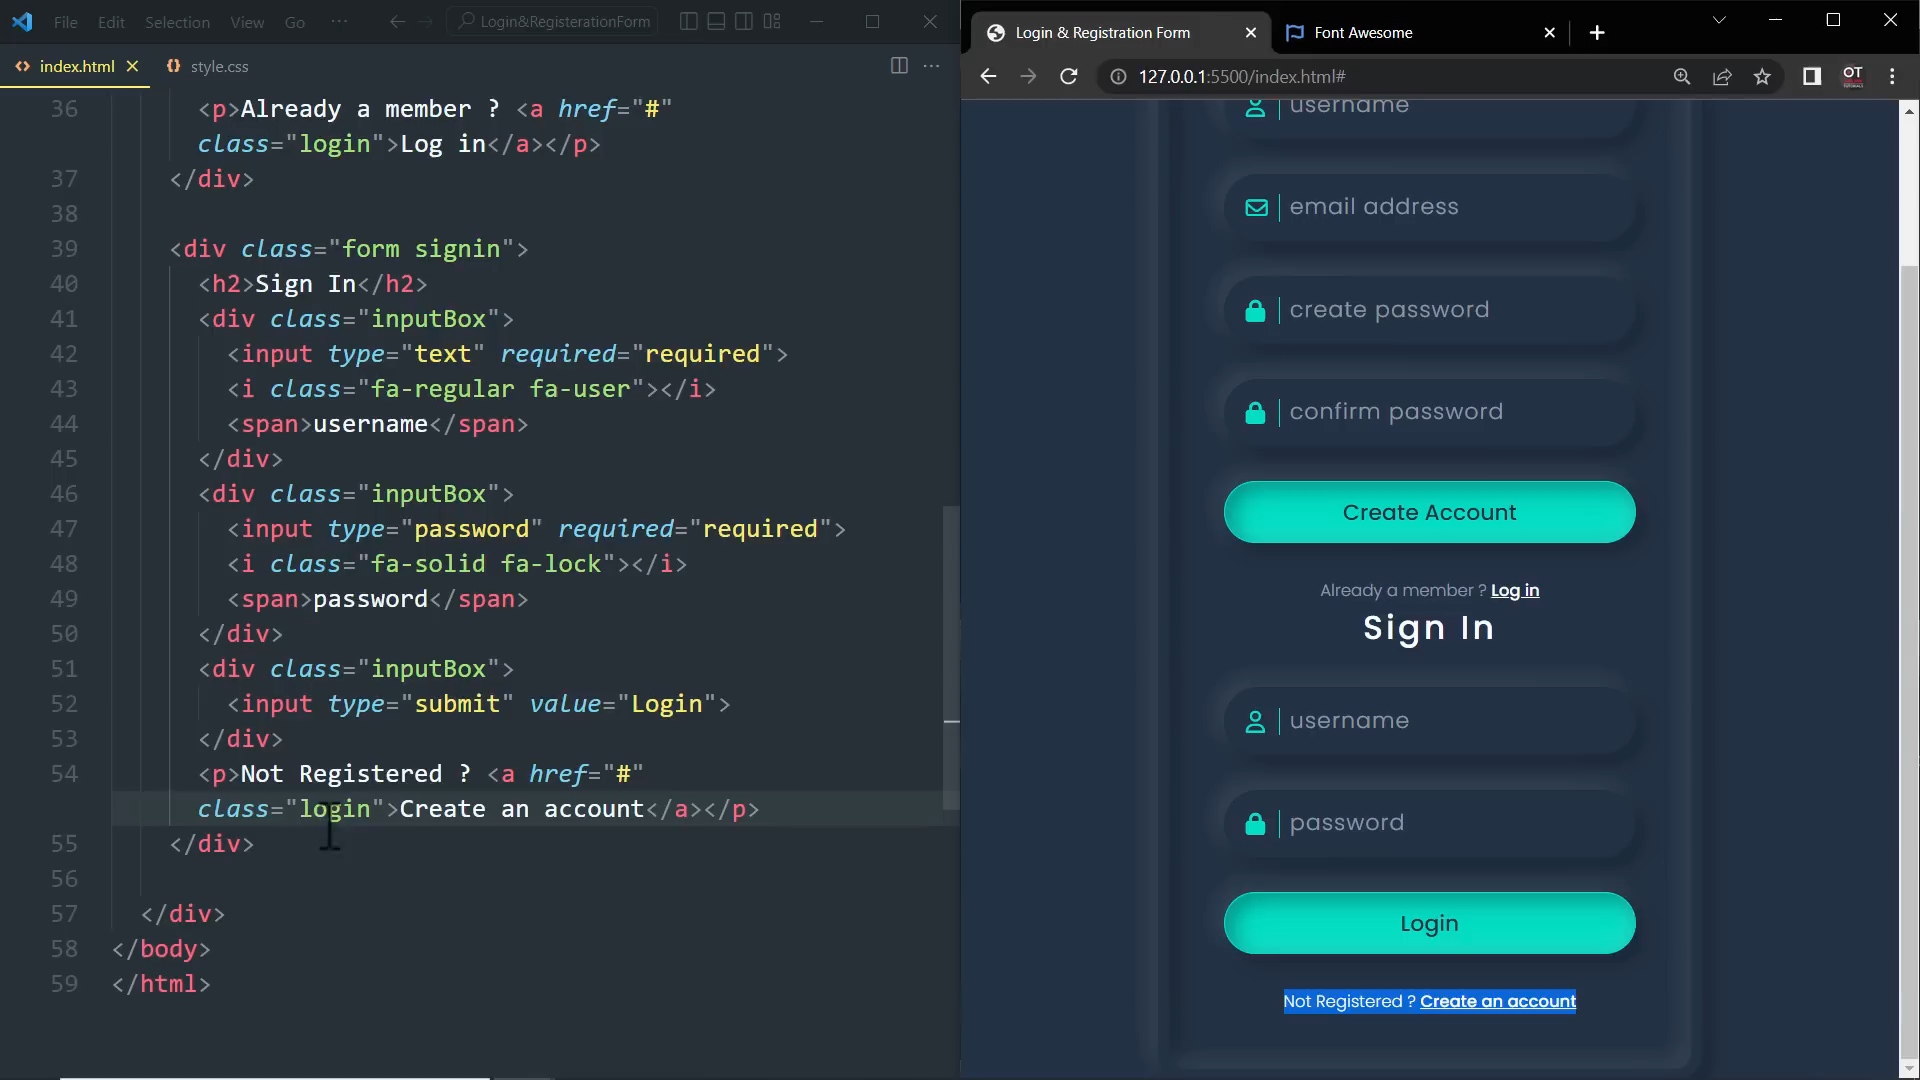 File Edit Selection View Go ··· Login&RegisterationForm
index.html style.css
36 <p>Already a member ? <a href="#"
class="login">Log in</a></p>
37 </div>
38
39 <div class="form signin">
40 <h2>Sign In</h2>
41 <div class="inputBox">
42 <input type="text" required="required">
43 <i class="fa-regular fa-user"></i>
44 <span>username</span>
45 </div>
46 <div class="inputBox">
47 <input type="password" required="required">
48 <i class="fa-solid fa-lock"></i>
49 <span>password</span>
50 </div>
51 <div class="inputBox">
52 <input type="submit" value="Login">
53 </div>
54 <p>Not Registered ? <a href="#"
class="login">Create an account</a></p>
55 </div>
56
57 </div>
58 </body>
59 </html>
Login & Registration Form Font Awesome
127.0.0.1:5500/index.html# OT
username
email address
create password
confirm password
Create Account
Already a member ? Log in
Sign In
username
password
Login
Not Registered ? Create an account